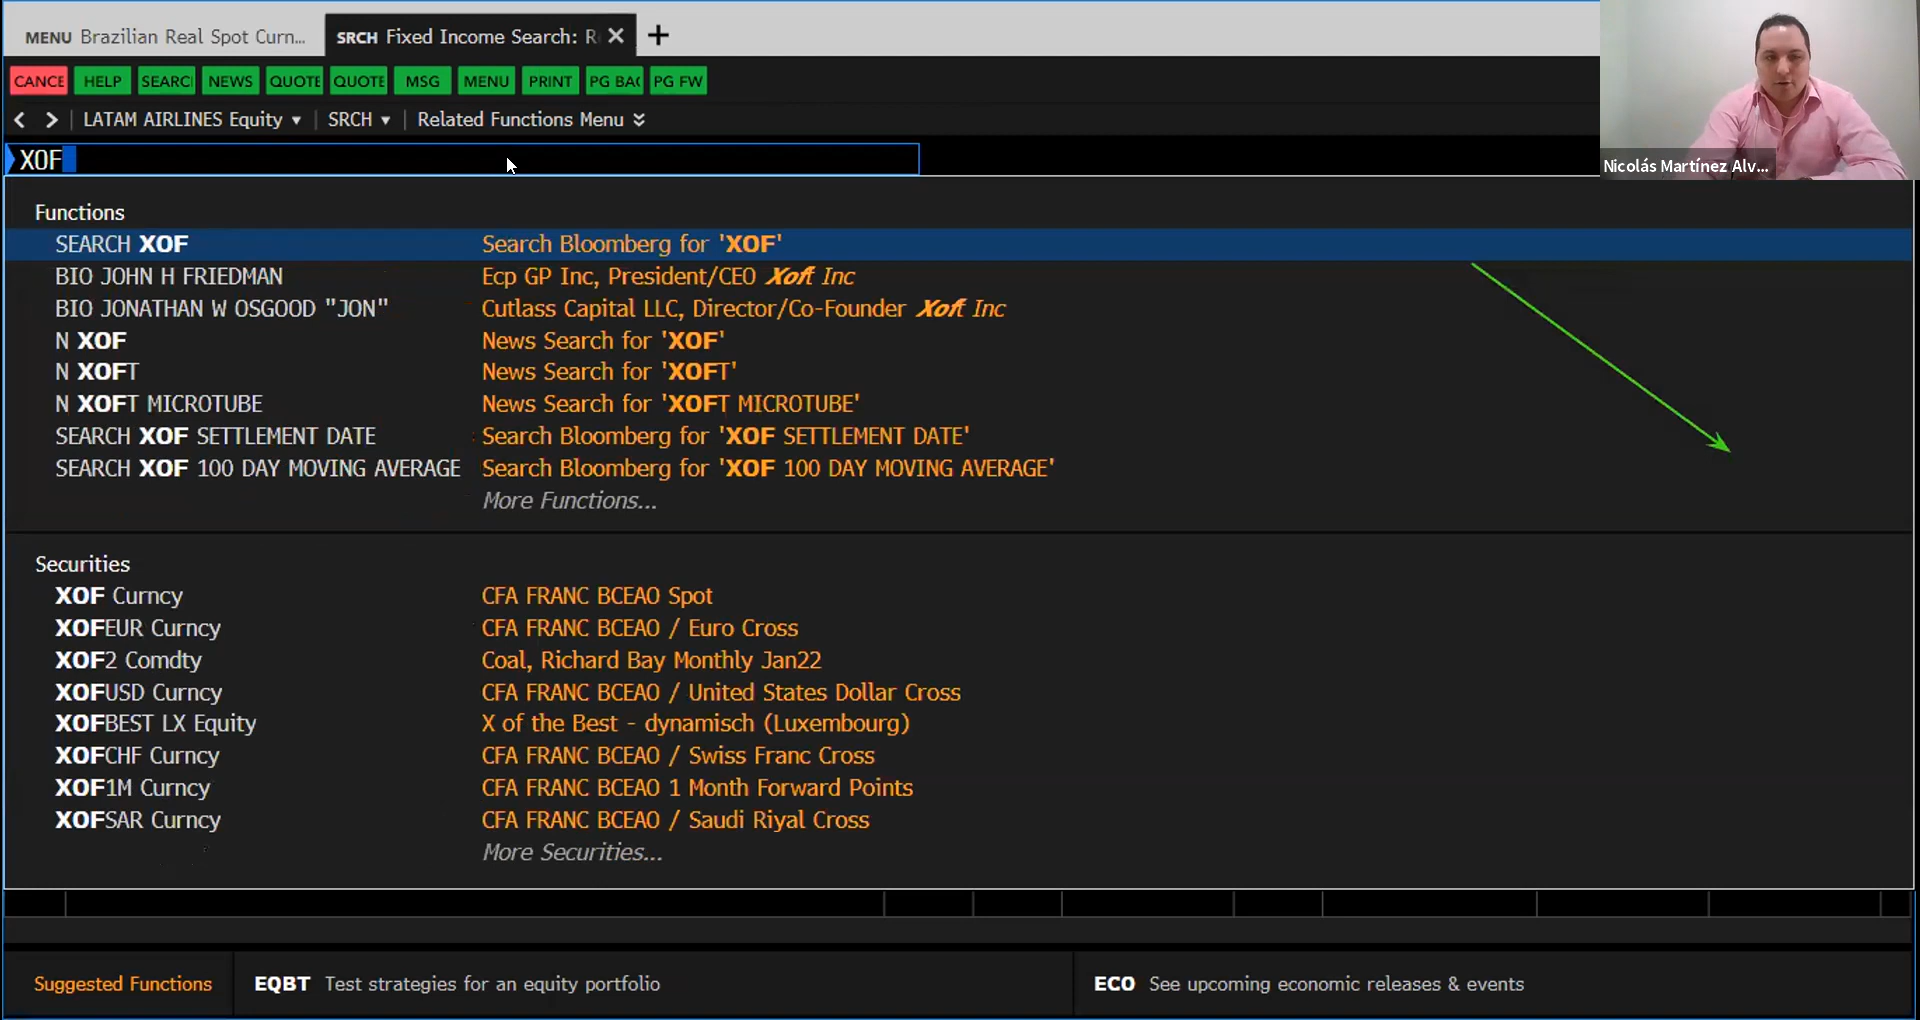 MENU Brazilian Real Spot Curn...
SRCH Fixed Income Search: R
CANCE HELP SEARC NEWS QUOTE QUOTE MSG MENU PRINT PG BAC PG FW
LATAM AIRLINES Equity SRCH Related Functions Menu
XOF
Nicolás Martínez Alv...
Functions
SEARCH XOF Search Bloomberg for 'XOF'
BIO JOHN H FRIEDMAN Ecp GP Inc, President/CEO Xoft Inc
BIO JONATHAN W OSGOOD "JON" Cutlass Capital LLC, Director/Co-Founder Xoft Inc
N XOF News Search for 'XOF'
N XOFT News Search for 'XOFT'
N XOFT MICROTUBE News Search for 'XOFT MICROTUBE'
SEARCH XOF SETTLEMENT DATE Search Bloomberg for 'XOF SETTLEMENT DATE'
SEARCH XOF 100 DAY MOVING AVERAGE Search Bloomberg for 'XOF 100 DAY MOVING AVERAGE'
More Functions...
Securities
XOF Curncy CFA FRANC BCEAO Spot
XOFEUR Curncy CFA FRANC BCEAO / Euro Cross
XOF2 Comdty Coal, Richard Bay Monthly Jan22
XOFUSD Curncy CFA FRANC BCEAO / United States Dollar Cross
XOFBEST LX Equity X of the Best - dynamisch (Luxembourg)
XOFCHF Curncy CFA FRANC BCEAO / Swiss Franc Cross
XOF1M Curncy CFA FRANC BCEAO 1 Month Forward Points
XOFSAR Curncy CFA FRANC BCEAO / Saudi Riyal Cross
More Securities...
Suggested Functions EQBT Test strategies for an equity portfolio ECO See upcoming economic releases & events